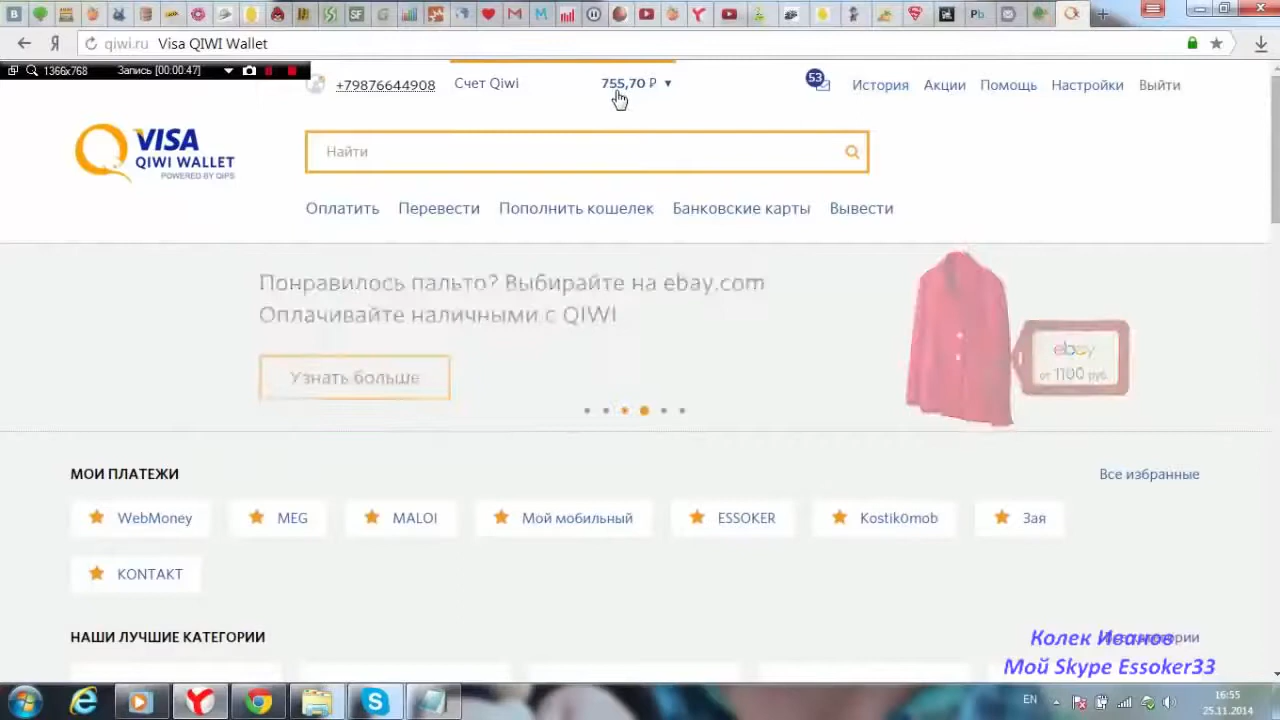 qiwi.ru Visa QIWI Wallet
1366x768 Запись [00:00:47]
+79876644908 Счет Qiwi 755,70 Р 53 История Акции Помощь Настройки Выйти
VISA
QIWI WALLET
POWERED BY QIPS
Найти
Оплатить Перевести Пополнить кошелек Банковские карты Вывести
Понравилось пальто? Выбирайте на ebay.com
Оплачивайте наличными с QIWI
ebay
от 1100 руб.
Узнать больше
МОИ ПЛАТЕЖИ Все избранные
WebMoney MEG MALOI Мой мобильный ESSOKER Kostik0mob Зая
KONTAKT
НАШИ ЛУЧШИЕ КАТЕГОРИИ
Колек Иванов
Мой Skype Essoker33
EN 16:55
25.11.2014